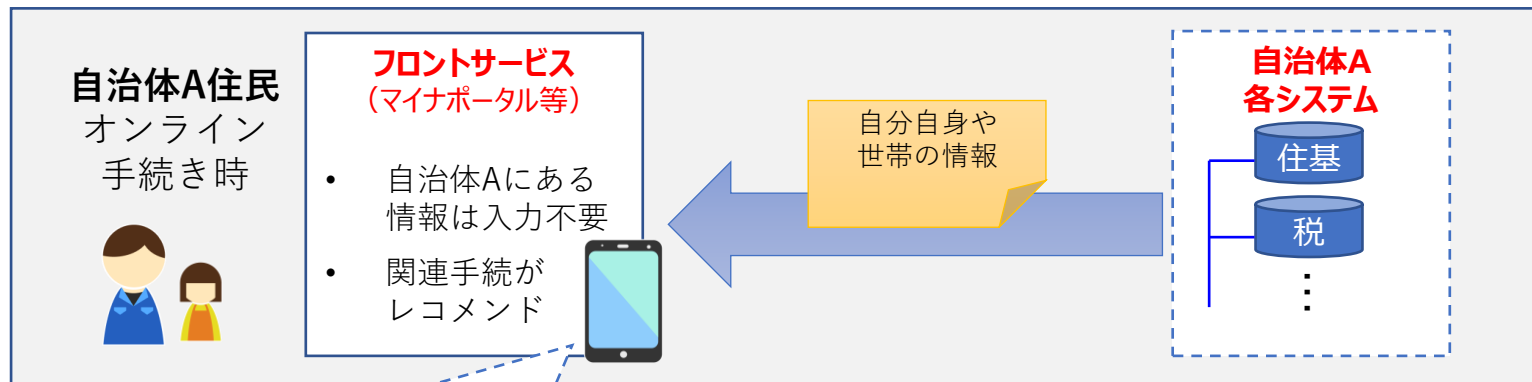 自治体A住民
オンライン
手続き時
フロントサービス
（マイナポータル等）
• 自治体Aにある
情報は入力不要
• 関連手続が
レコメンド
自分自身や
世帯の情報
自治体A
各システム
住基
税
⋮